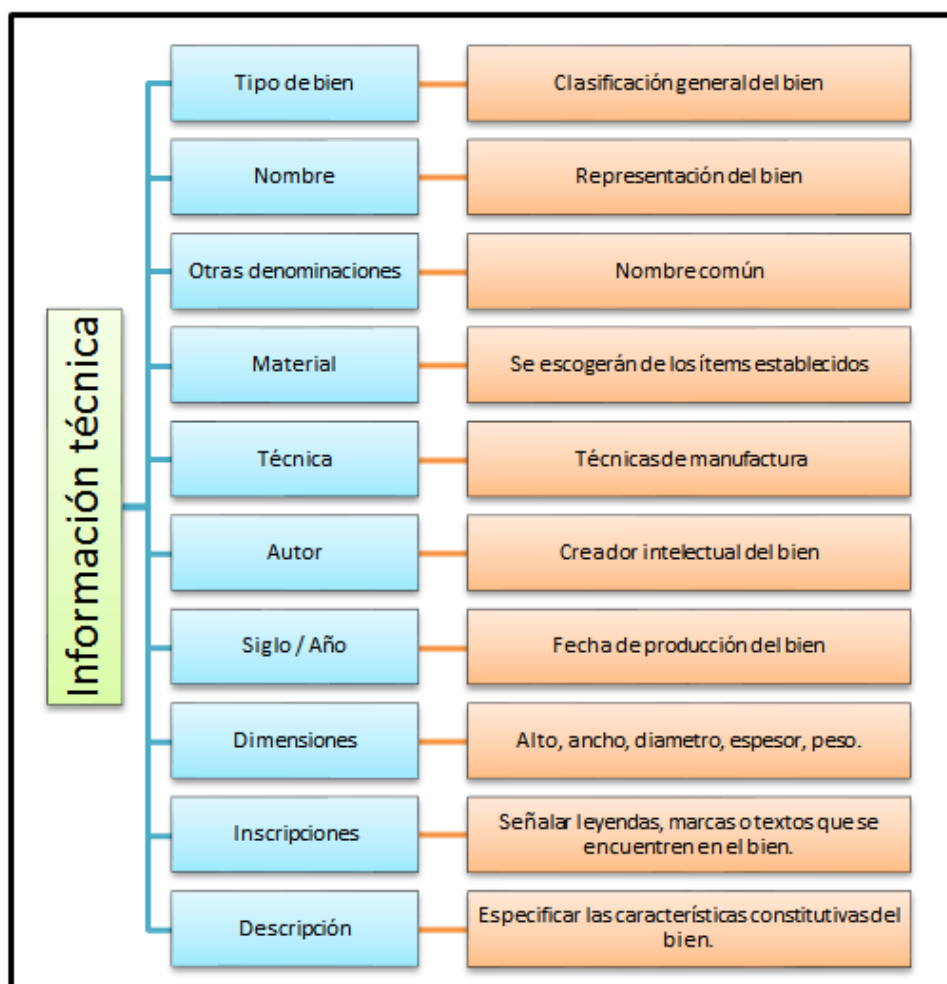 Información técnica
Tipo de bien
Clasificación general del bien
Nombre
Representación del bien
Otras denominaciones
Nombre común
Material
Se escogerán de los ítems establecidos
Técnica
Técnicas de manufactura
Autor
Creador intelectual del bien
Siglo / Año
Fecha de producción del bien
Dimensiones
Alto, ancho, diametro, espesor, peso.
Inscripciones
Señalar leyendas, marcas o textos que se
encuentren en el bien.
Descripción
Especificar las características constitutivas del
bien.